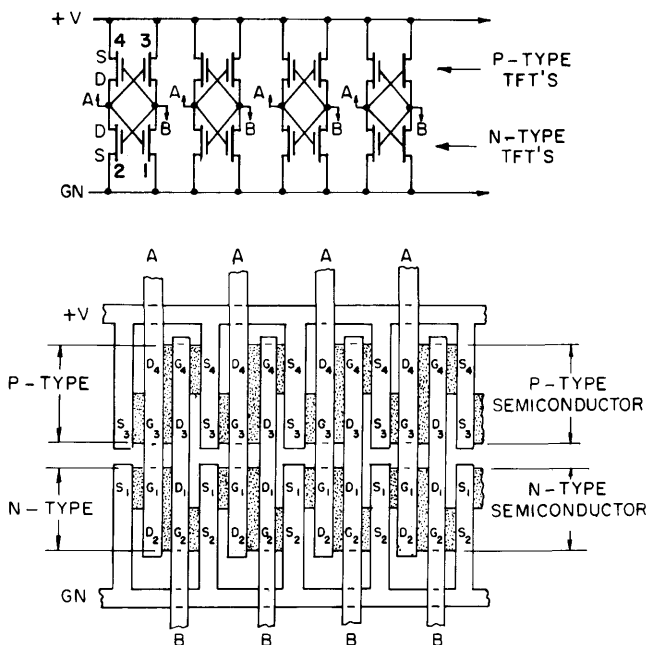 +V
4 3
S
D
A A A A
D B B B B
S
2 1
GN
P-TYPE
TFT'S
N-TYPE
TFT'S
A A A A
+V
P-TYPE
D4 G4 S4 D4 G4 S4 D4 G4 S4 D4 G4 S4
S3 G3 D3 S3 G3 D3 S3 G3 D3 S3 G3 D3 S3
P-TYPE
SEMICONDUCTOR
N-TYPE
S1 G1 D1 S1 G1 D1 S1 G1 D1 S1 G1 D1 S1
D2 G2 S2 D2 G2 S2 D2 G2 S2 D2 G2 S2
N-TYPE
SEMICONDUCTOR
GN
B B B B